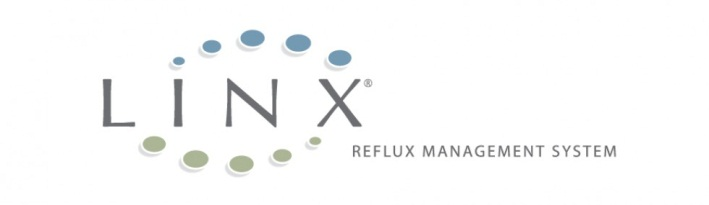 LINX®
REFLUX MANAGEMENT SYSTEM